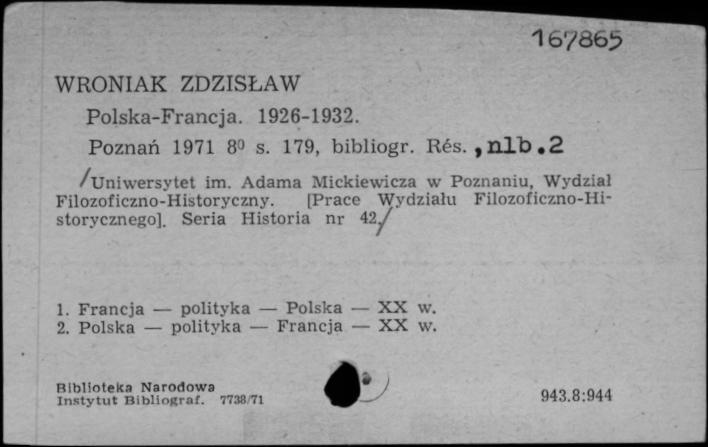 167865
WRONIAK ZDZISŁAW
Polska-Francja. 1926-1932.
Poznań 1971 8⁰ s. 179, bibliogr. Rés. , nlb.2
/Uniwersytet im. Adama Mickiewicza w Poznaniu, Wydział
Filozoficzno-Historyczny. [Prace Wydziału Filozoficzno-Hi-
storycznego]. Seria Historia nr 42./
1. Francja — polityka — Polska — XX w.
2. Polska — polityka — Francja — XX w.
Biblioteka Narodowa
Instytut Bibliograf. 7738/71
943.8:944